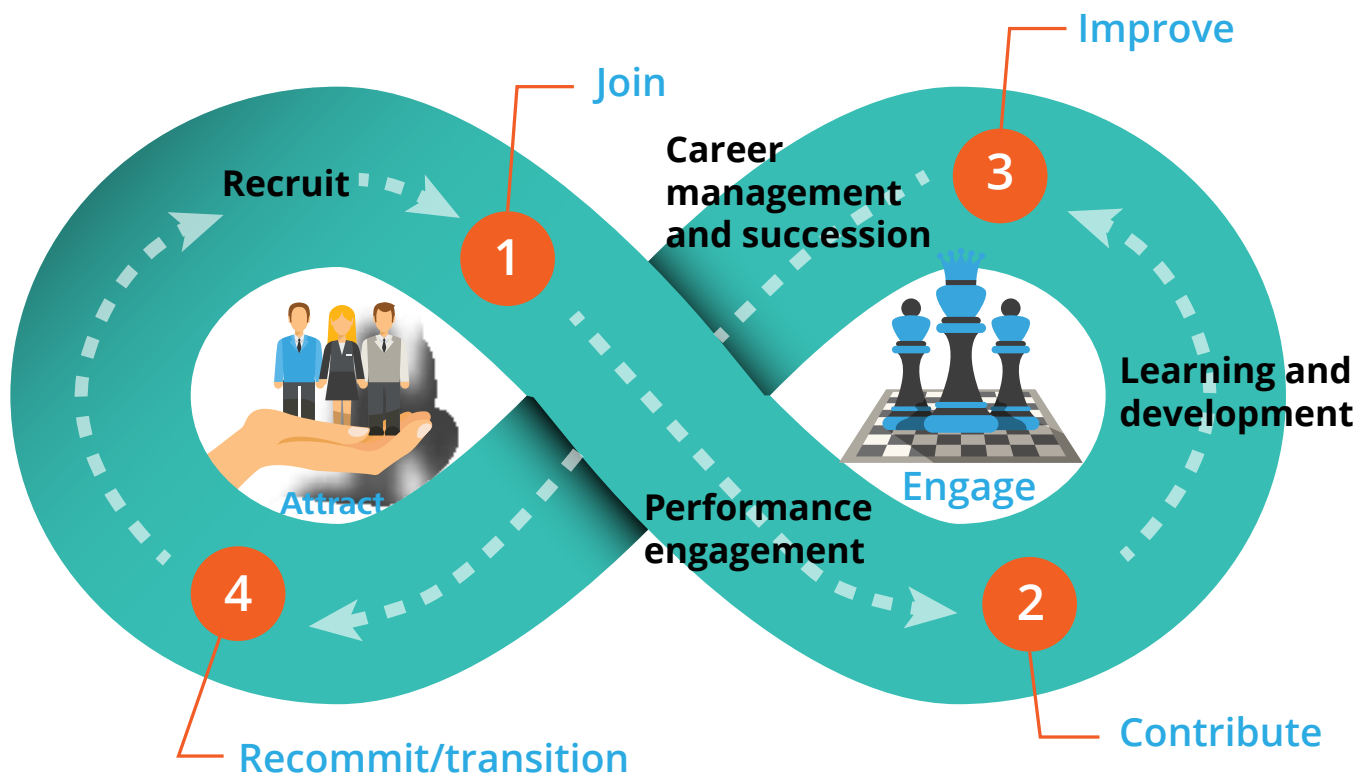 Improve
Join
Career
management
and succession
3
Recruit
1
Learning and
development
Attract
Engage
Performance
engagement
4
2
Contribute
Recommit/transition